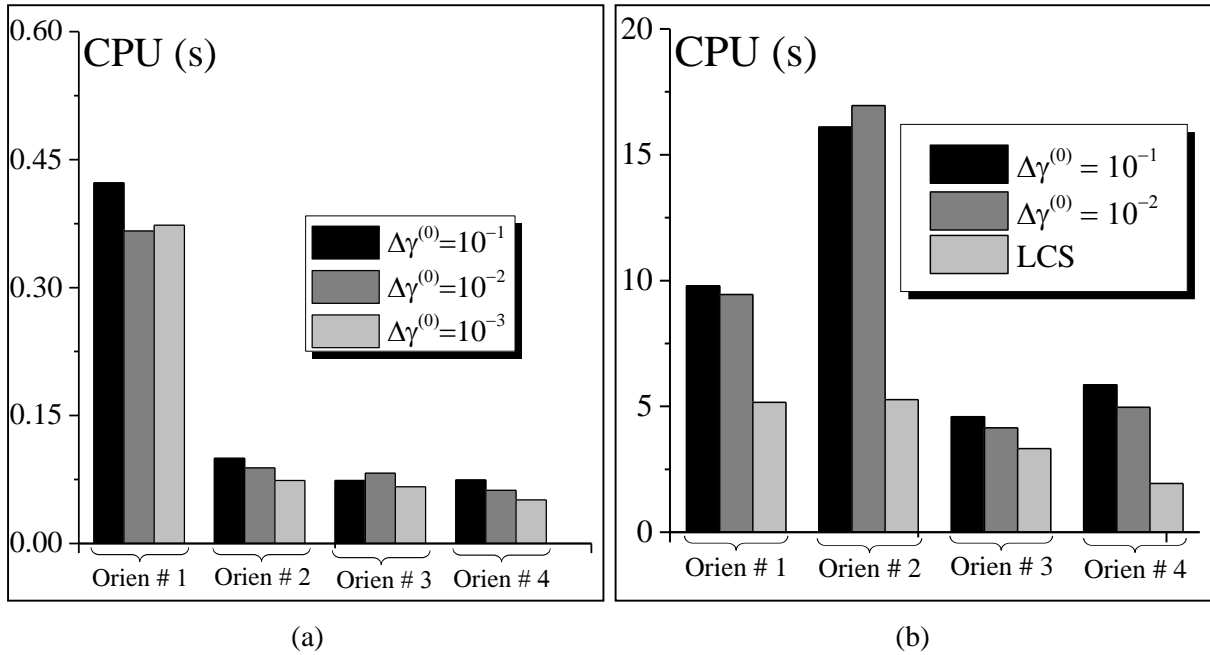 CPU (s)
0.60
0.45
0.30
0.15
0.00
Δγ⁽⁰⁾=10⁻¹
Δγ⁽⁰⁾=10⁻²
Δγ⁽⁰⁾=10⁻³
Orien # 1
Orien # 2
Orien # 3
Orien # 4
(a)
CPU (s)
20
15
10
5
0
Δγ⁽⁰⁾ = 10⁻¹
Δγ⁽⁰⁾ = 10⁻²
LCS
Orien # 1
Orien # 2
Orien # 3
Orien # 4
(b)